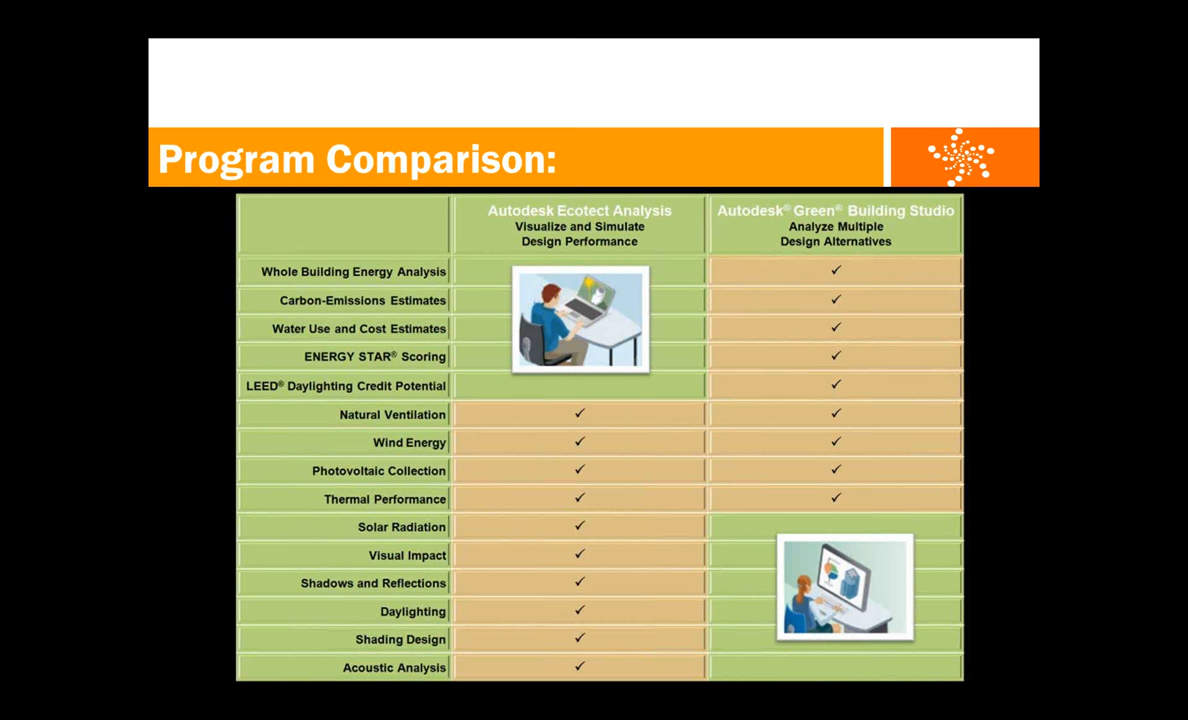 Program Comparison:
Autodesk Ecotect Analysis
Visualize and Simulate
Design Performance
Autodesk® Green® Building Studio
Analyze Multiple
Design Alternatives
Whole Building Energy Analysis ✓
Carbon-Emissions Estimates ✓
Water Use and Cost Estimates ✓
ENERGY STAR® Scoring ✓
LEED® Daylighting Credit Potential ✓
Natural Ventilation ✓ ✓
Wind Energy ✓ ✓
Photovoltaic Collection ✓ ✓
Thermal Performance ✓ ✓
Solar Radiation ✓
Visual Impact ✓
Shadows and Reflections ✓
Daylighting ✓
Shading Design ✓
Acoustic Analysis ✓